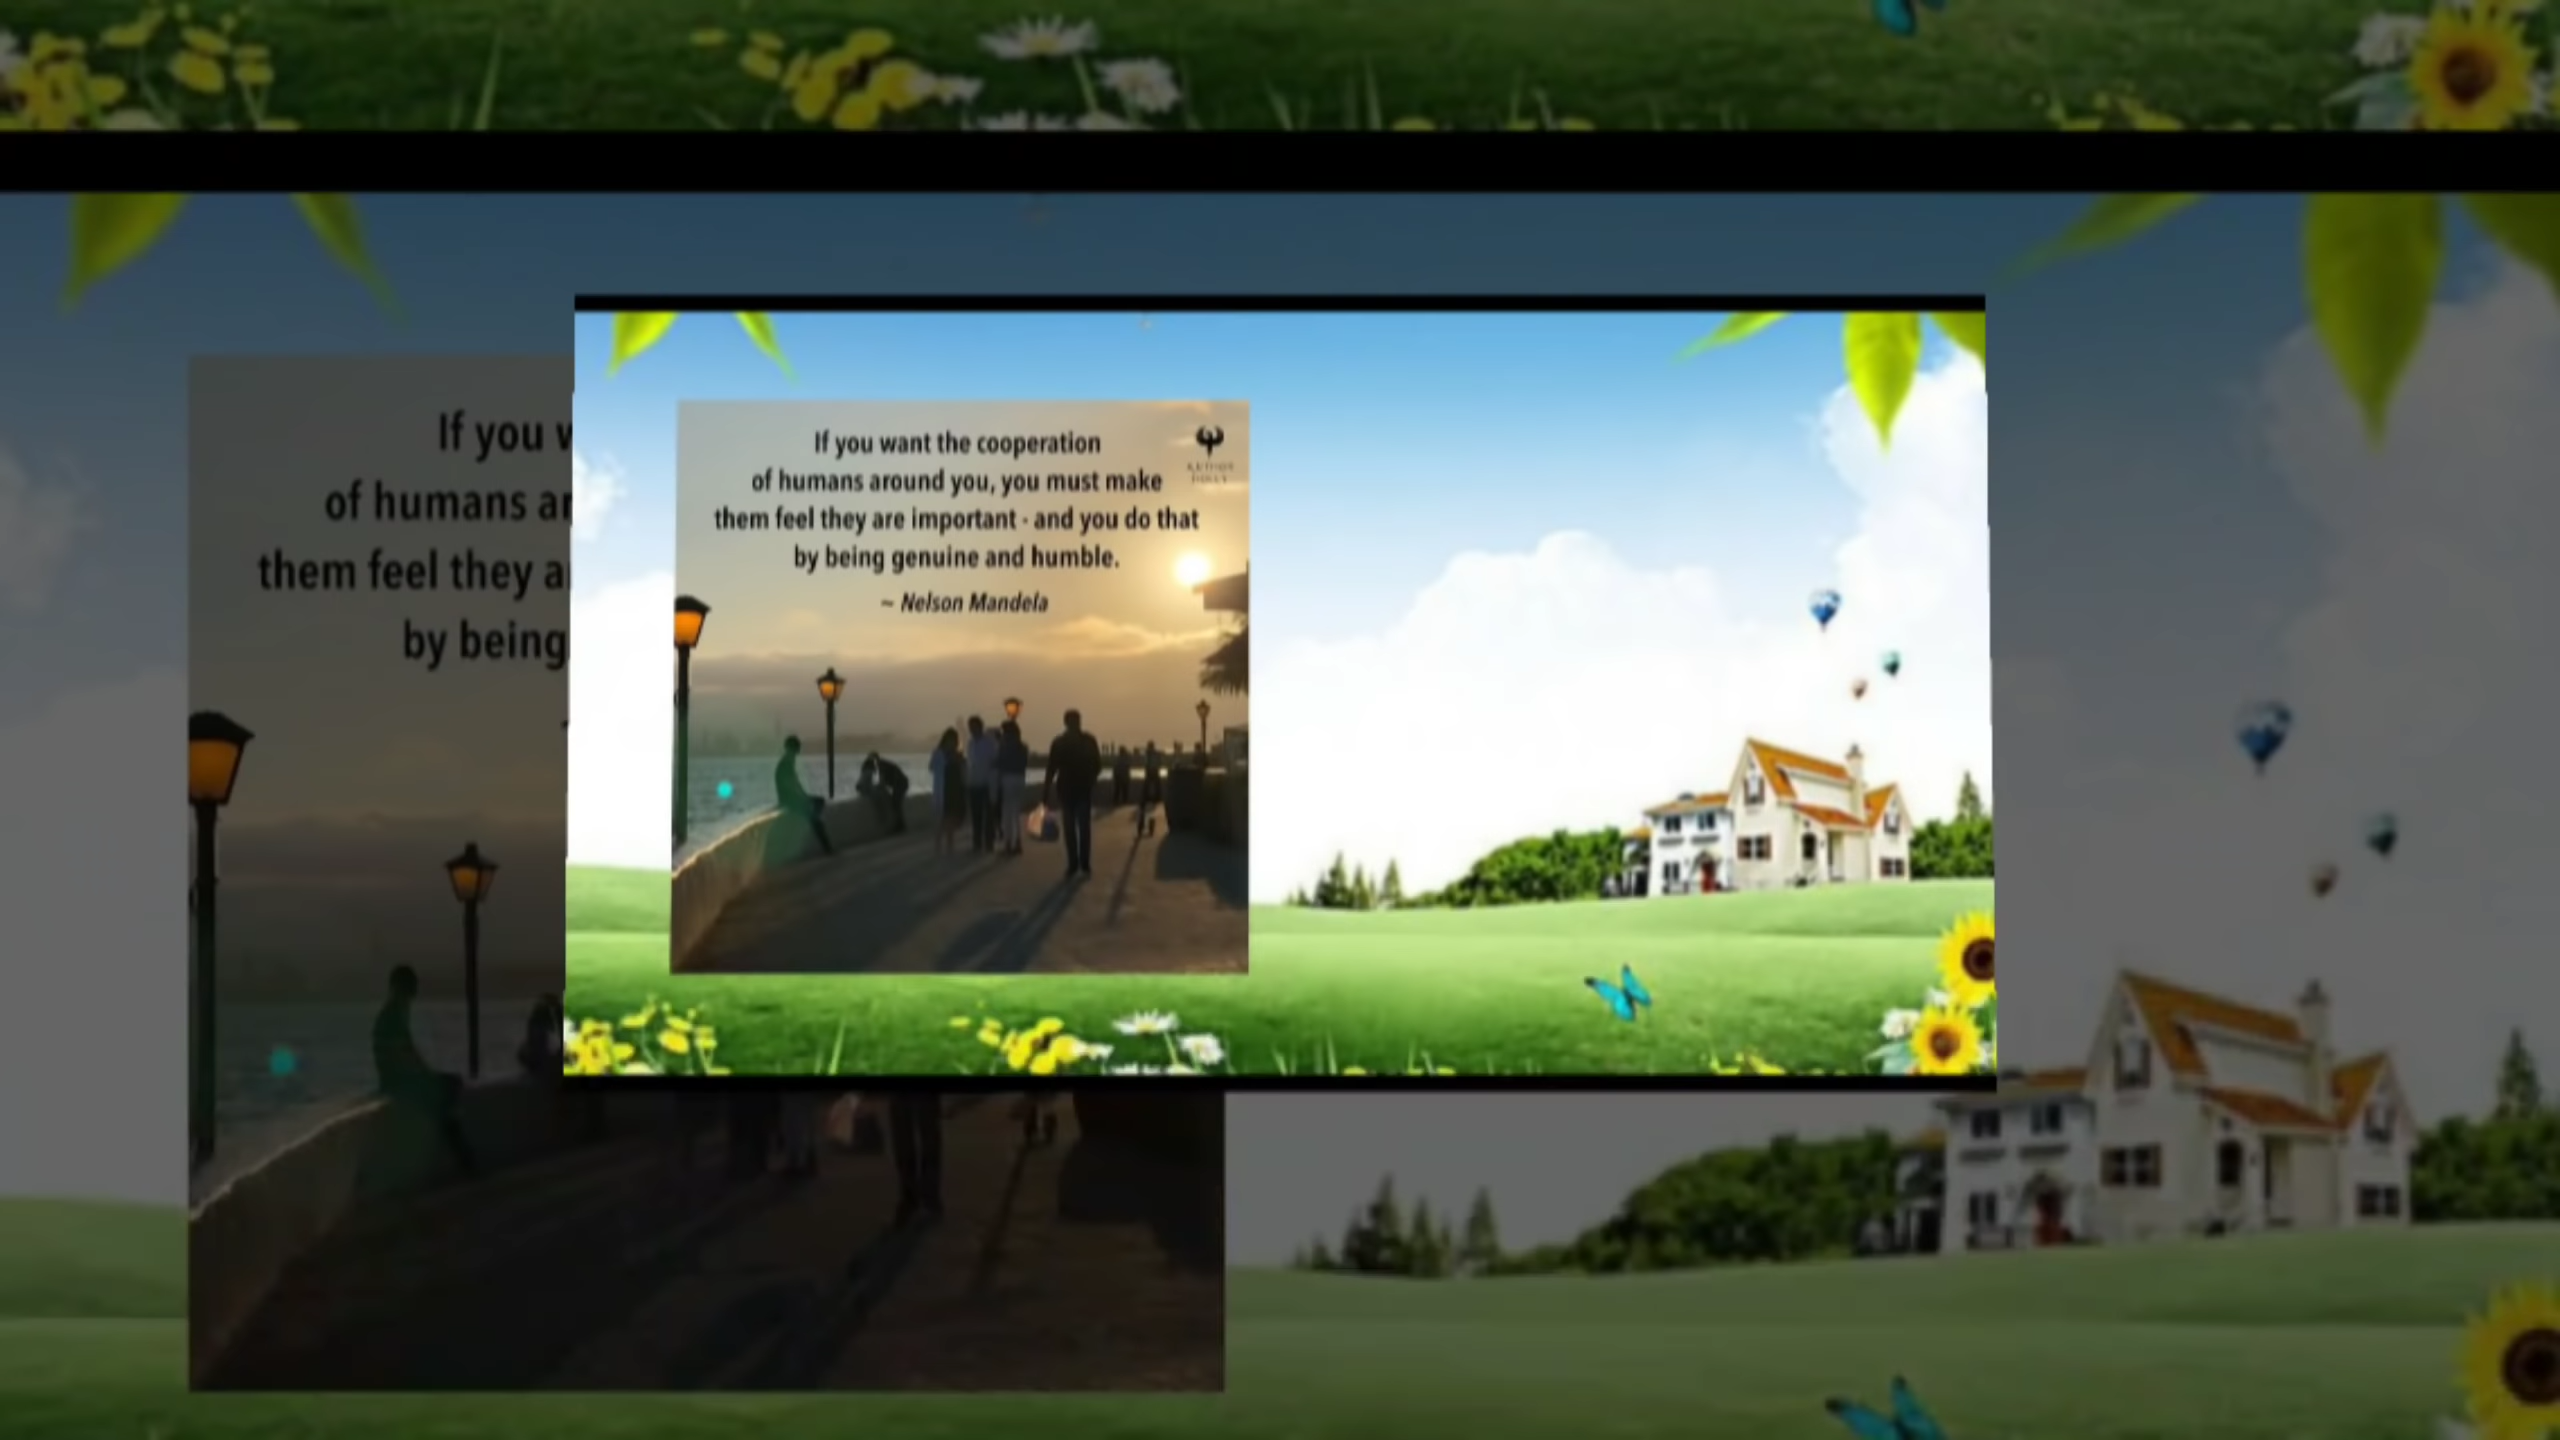 If you want the cooperation
of humans around you, you must make
them feel they are important - and you do that
by being genuine and humble.
~ Nelson Mandela
If you
of humans
them feel they
by being